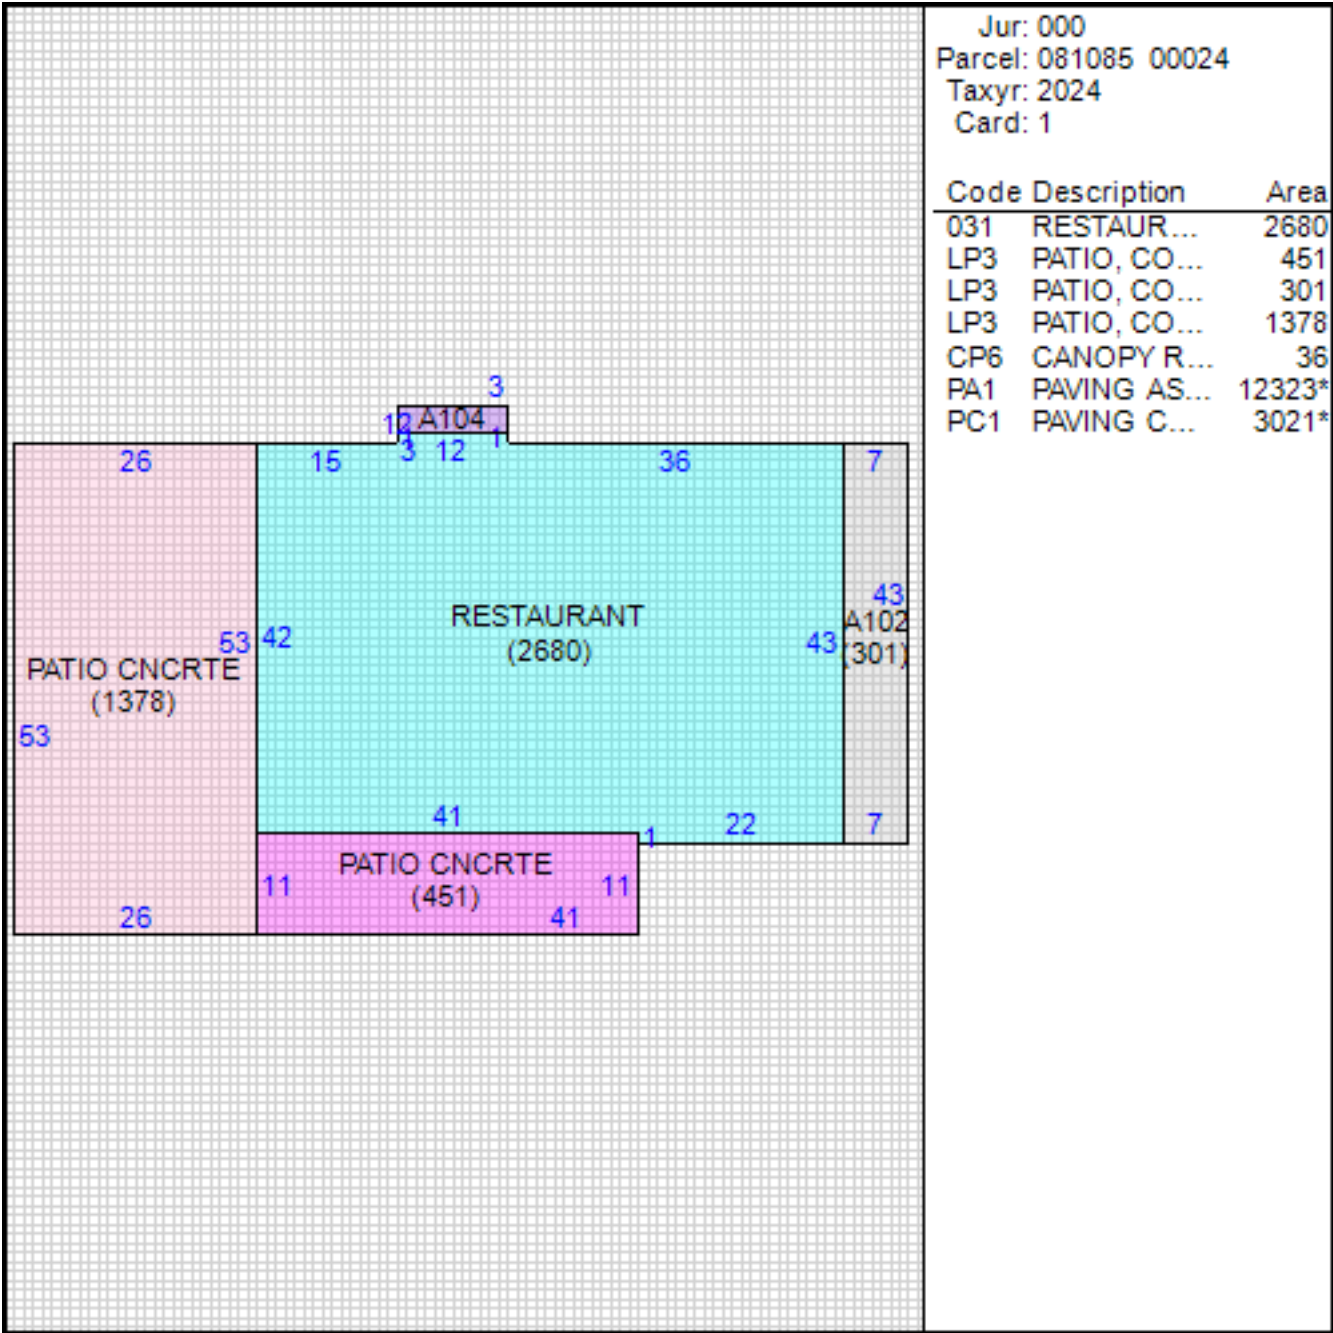 Jur: 000
Parcel: 081085 00024
Taxyr: 2024
Card: 1
Code Description Area
031 RESTAUR... 2680
LP3 PATIO, CO... 451
LP3 PATIO, CO... 301
LP3 PATIO, CO... 1378
CP6 CANOPY R... 36
PA1 PAVING AS... 12323*
PC1 PAVING C... 3021*
3
12 A104
1 1
3 12
26 15 36 7
43
RESTAURANT
(2680)
A102
(301)
53 42 43
PATIO CNCRTE
(1378)
53
41 22 7
1
PATIO CNCRTE
(451)
11 11
26 41